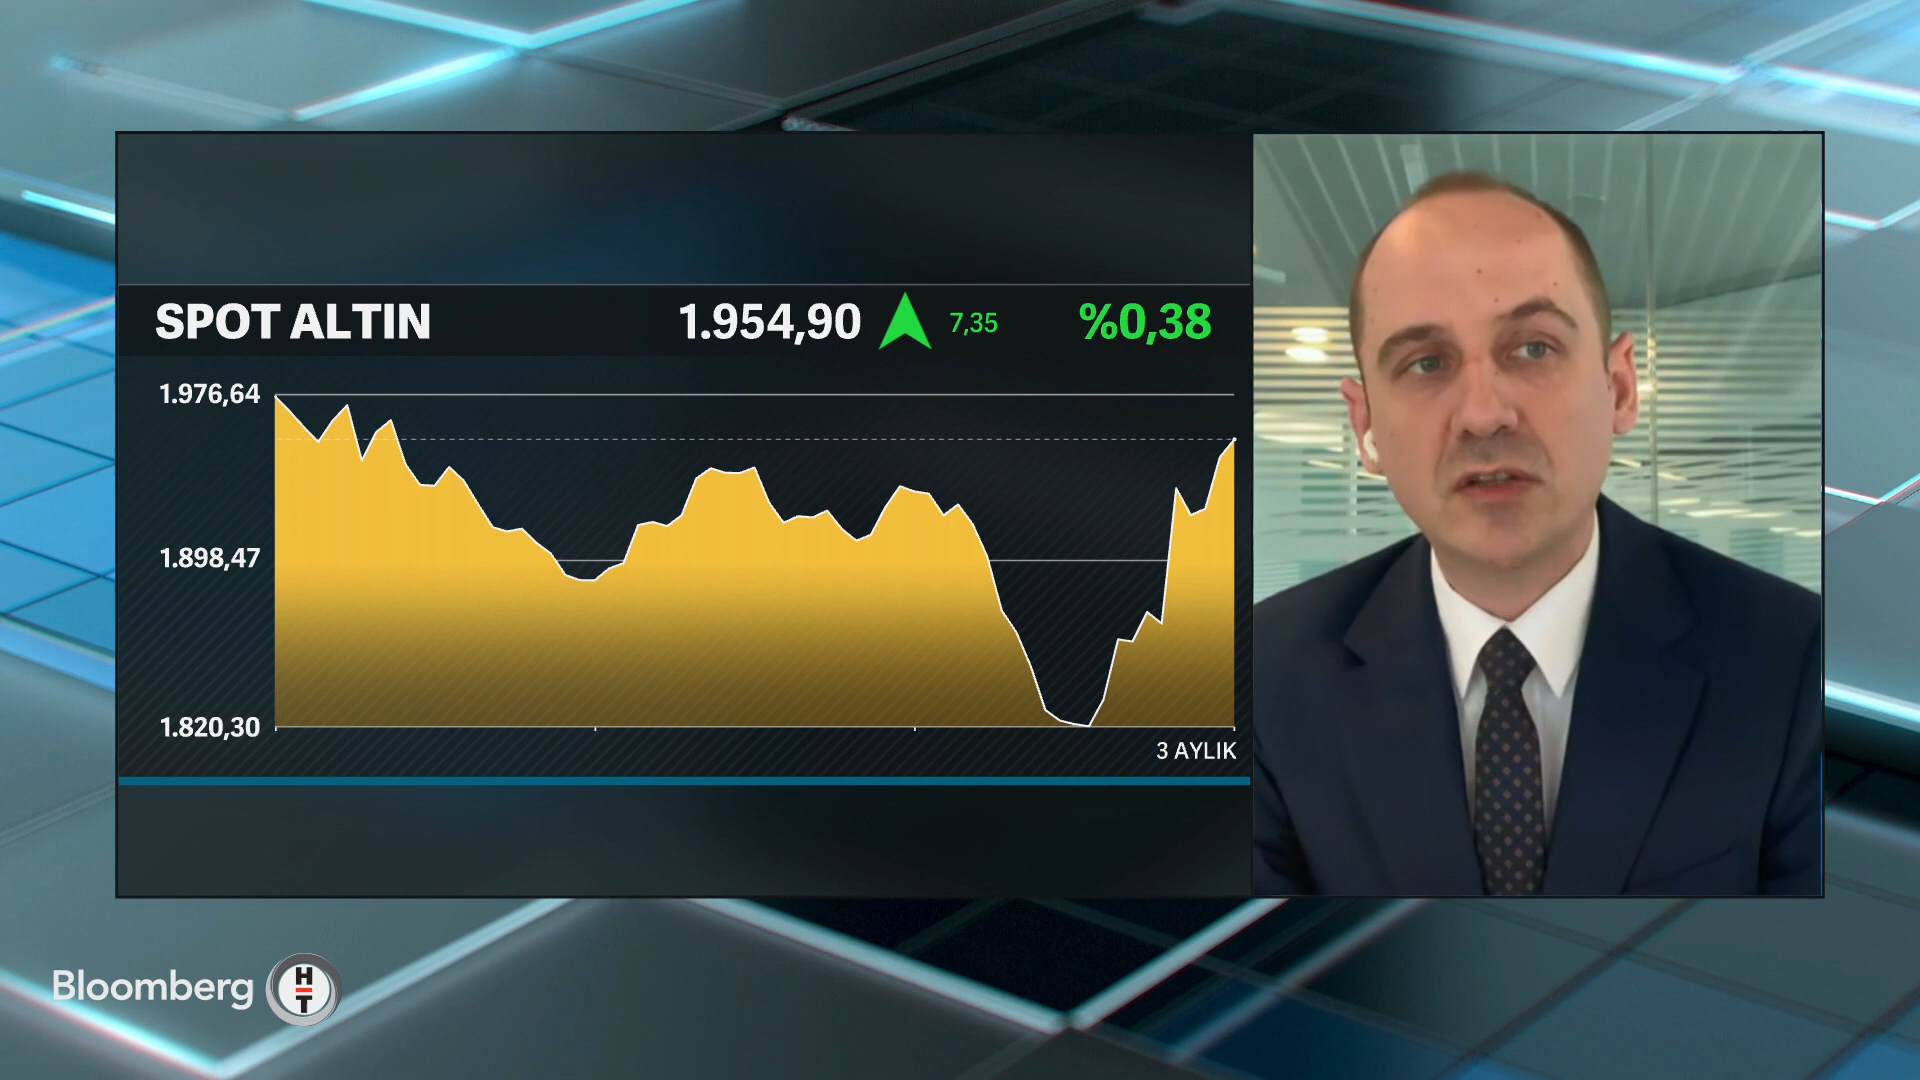 SPOT ALTIN 1.954,90 7,35 %0,38
1.976,64
1.898,47
1.820,30
3 AYLIK
Bloomberg HT